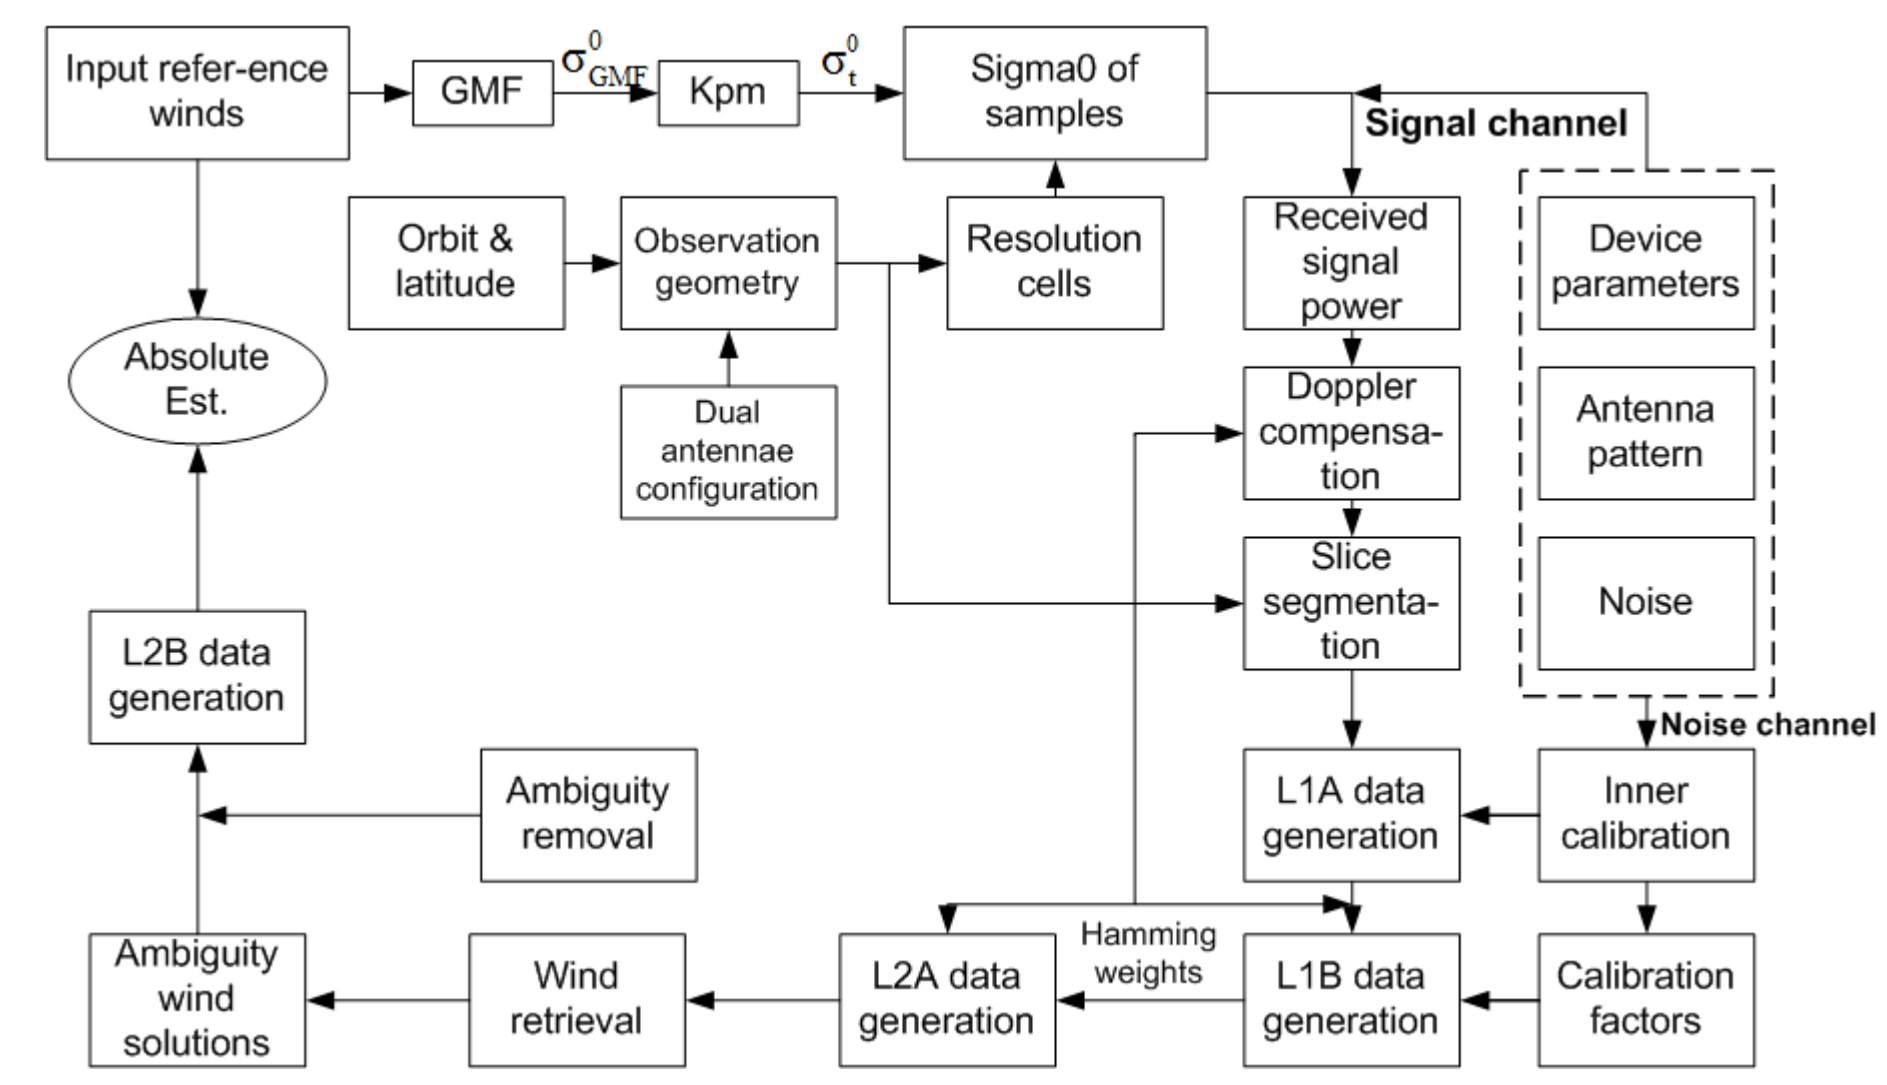 Input refer-ence
winds
GMF
σ⁰GMF
Kpm
σ⁰t
Sigma0 of
samples
Signal channel
Orbit &
latitude
Observation
geometry
Resolution
cells
Received
signal
power
Device
parameters
Absolute
Est.
Dual
antennae
configuration
Doppler
compensa-
tion
Antenna
pattern
Slice
segmenta-
tion
Noise
L2B data
generation
Noise channel
Ambiguity
removal
L1A data
generation
Inner
calibration
Ambiguity
wind
solutions
Wind
retrieval
L2A data
generation
Hamming
weights
L1B data
generation
Calibration
factors